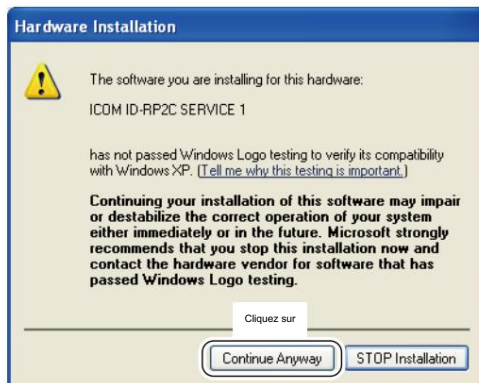 Hardware Installation
The software you are installing for this hardware:
ICOM ID-RP2C SERVICE 1
has not passed Windows Logo testing to verify its compatibility
with Windows XP. (Tell me why this testing is important.)
Continuing your installation of this software may impair
or destabilize the correct operation of your system
either immediately or in the future. Microsoft strongly
recommends that you stop this installation now and
contact the hardware vendor for software that has
passed Windows Logo testing.
Cliquez sur
Continue Anyway
STOP Installation